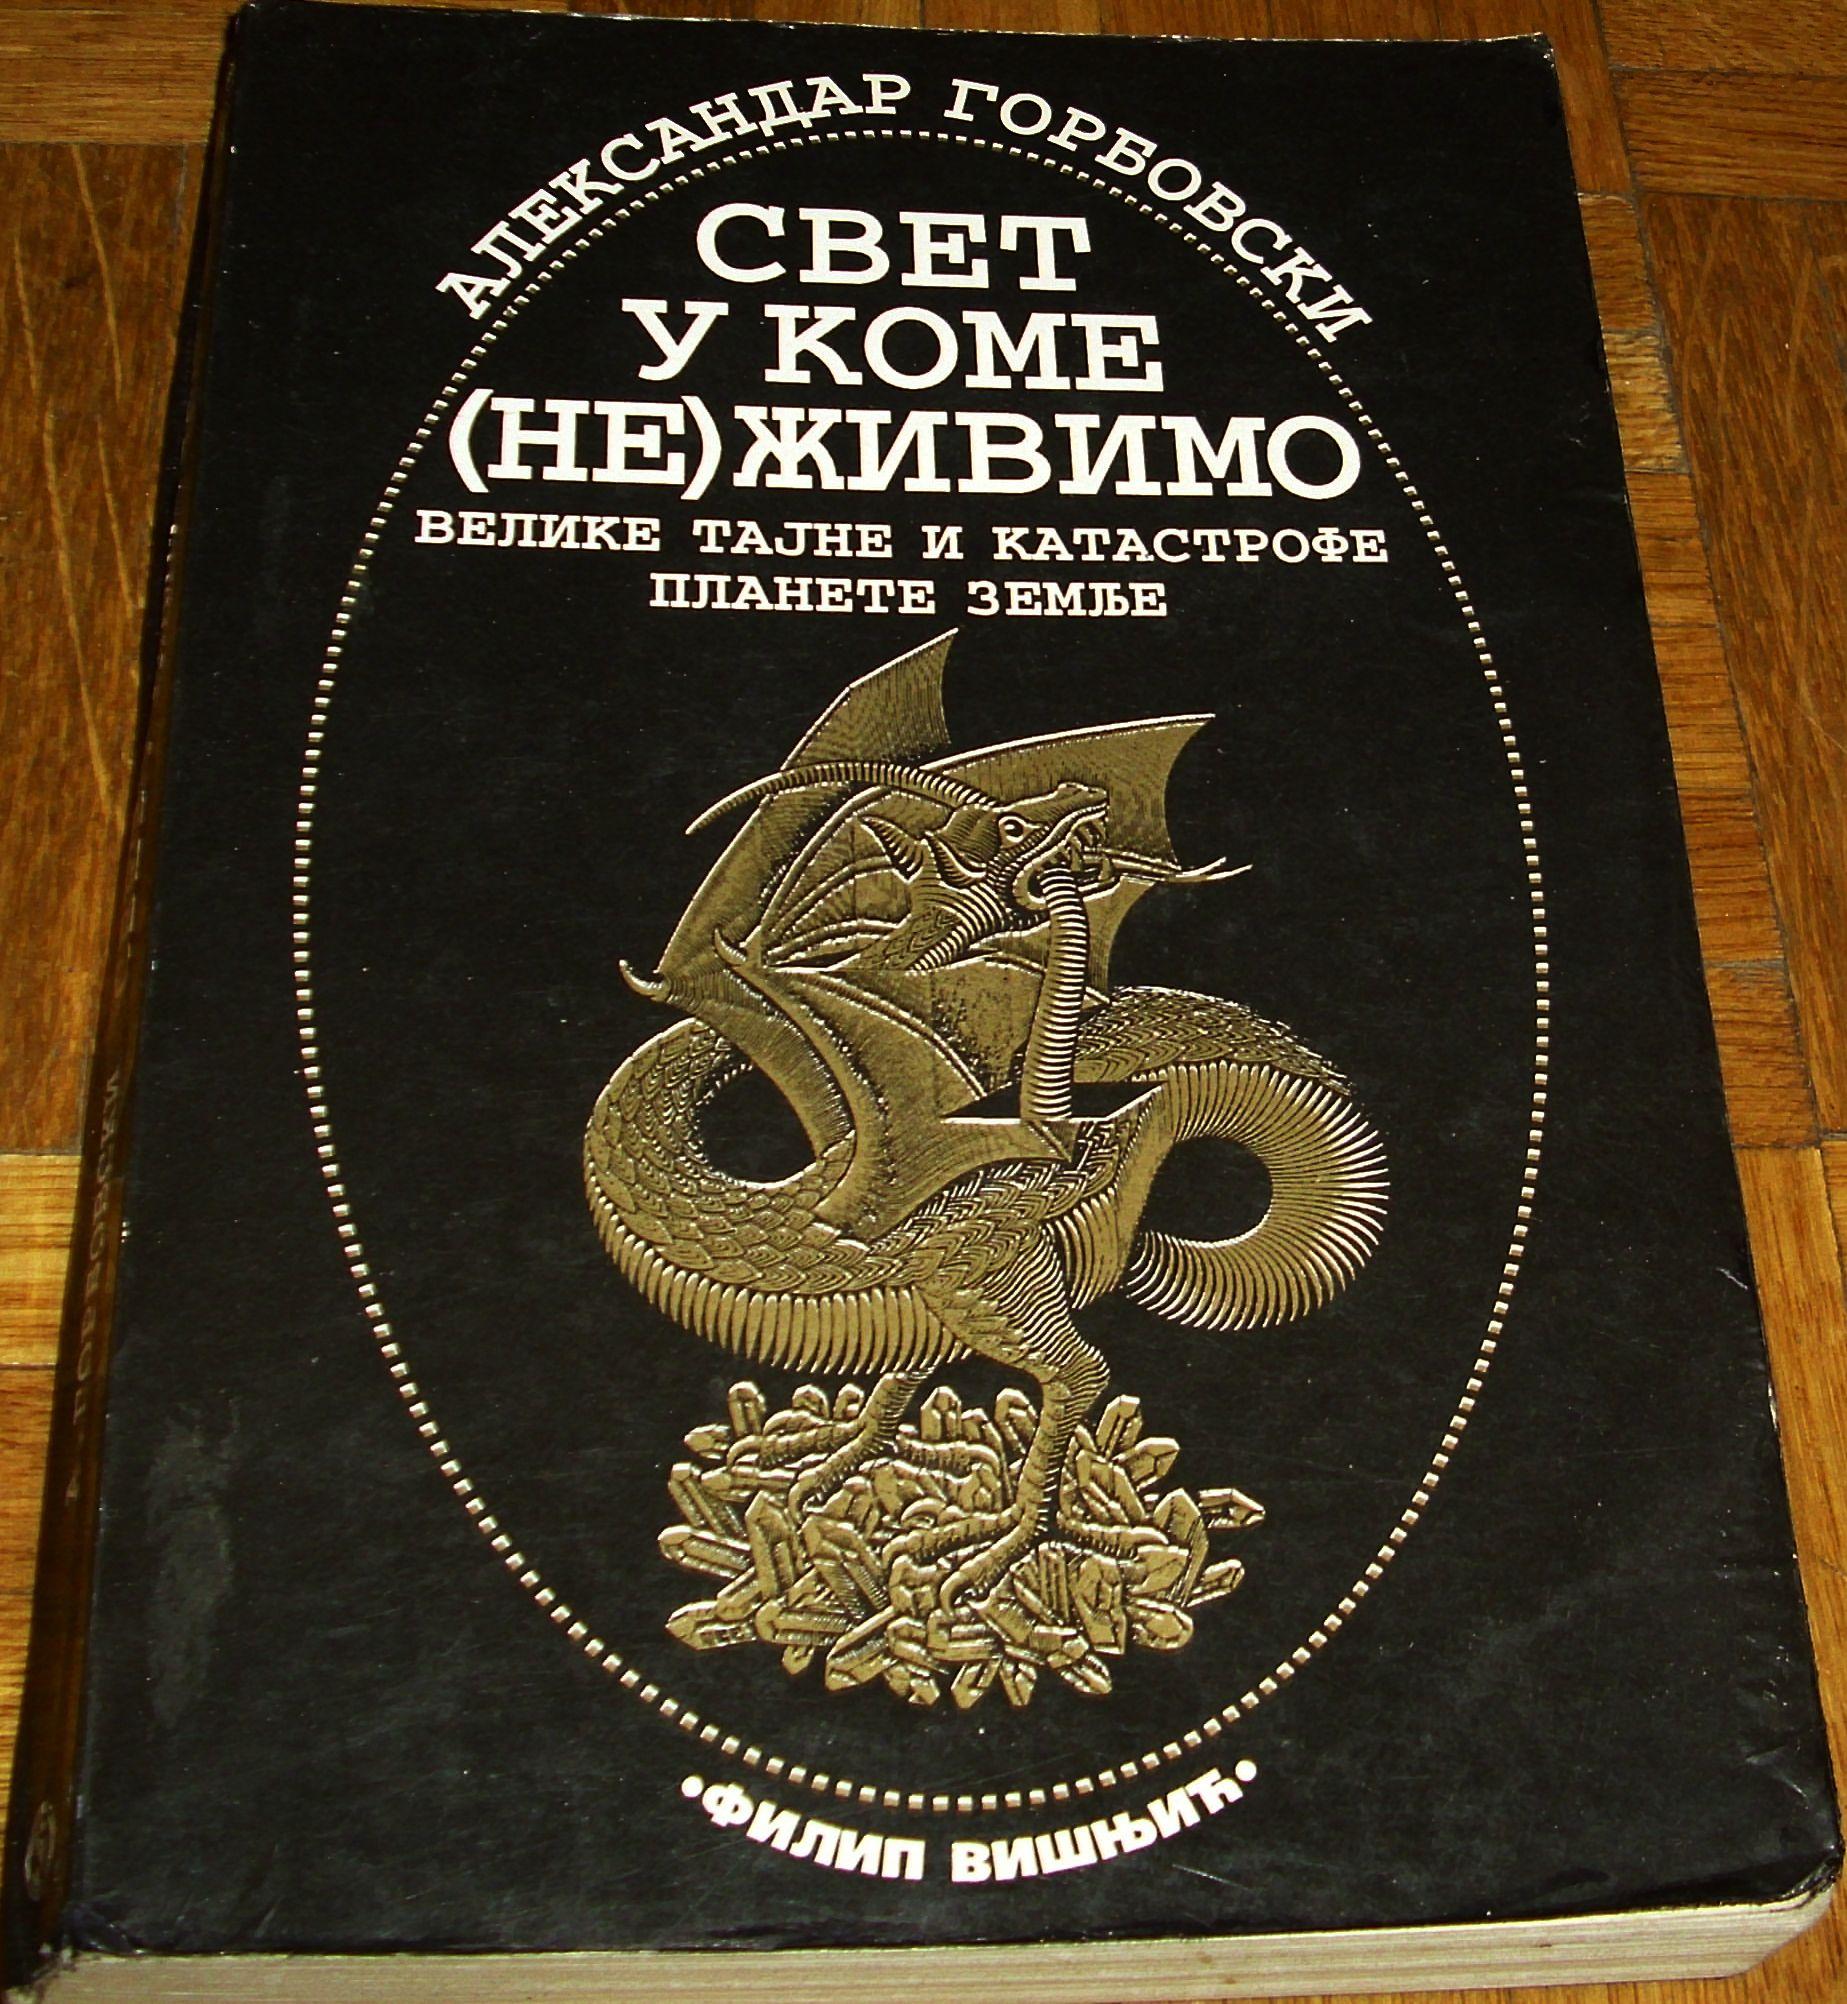 АЛЕКСАНДАР ГОРБОВСКИ
СВЕТ
У КОМЕ
(НЕ)ЖИВИМО
ВЕЛИКЕ ТАЈНЕ И КАТАСТРОФЕ
ПЛАНЕТЕ ЗЕМЉЕ
•ФИЛИП ВИШЊИЋ•